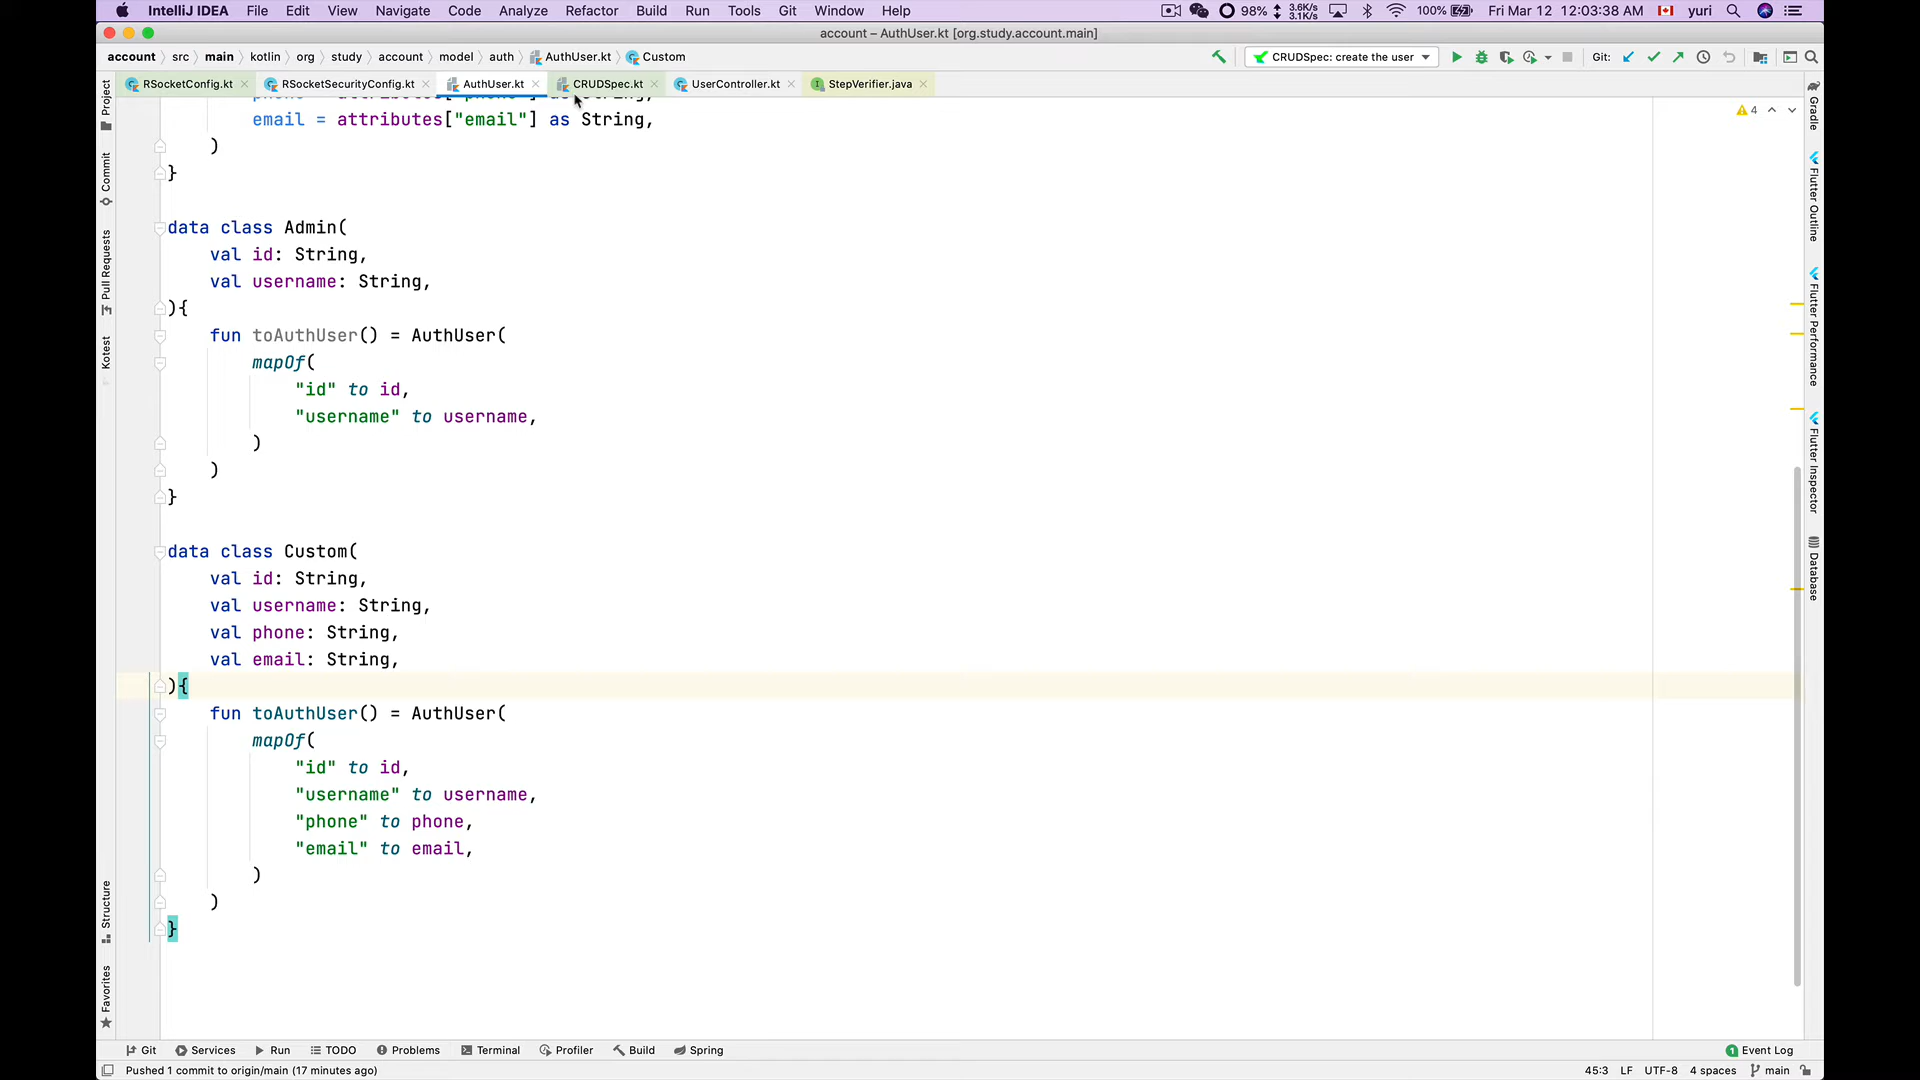 IntelliJ IDEA File Edit View Navigate Code Analyze Refactor Build Run Tools Git Window Help 98% 3.6K/s 3.1K/s 100% Fri Mar 12 12:03:38 AM yuri
account – AuthUser.kt [org.study.account.main]
account src main kotlin org study account model auth AuthUser.kt Custom CRUDSpec: create the user Git:
RSocketConfig.kt RSocketSecurityConfig.kt AuthUser.kt CRUDSpec.kt UserController.kt StepVerifier.java
Project
Commit
Pull Requests
Kotest
Structure
Favorites
email = attributes["email"] as String,
)
}
data class Admin(
val id: String,
val username: String,
){
fun toAuthUser() = AuthUser(
mapOf(
"id" to id,
"username" to username,
)
)
}
data class Custom(
val id: String,
val username: String,
val phone: String,
val email: String,
){
fun toAuthUser() = AuthUser(
mapOf(
"id" to id,
"username" to username,
"phone" to phone,
"email" to email,
)
)
}
4
Gradle
Flutter Outline
Flutter Performance
Flutter Inspector
Database
Git Services Run TODO Problems Terminal Profiler Build Spring 1 Event Log
Pushed 1 commit to origin/main (17 minutes ago) 45:3 LF UTF-8 4 spaces main